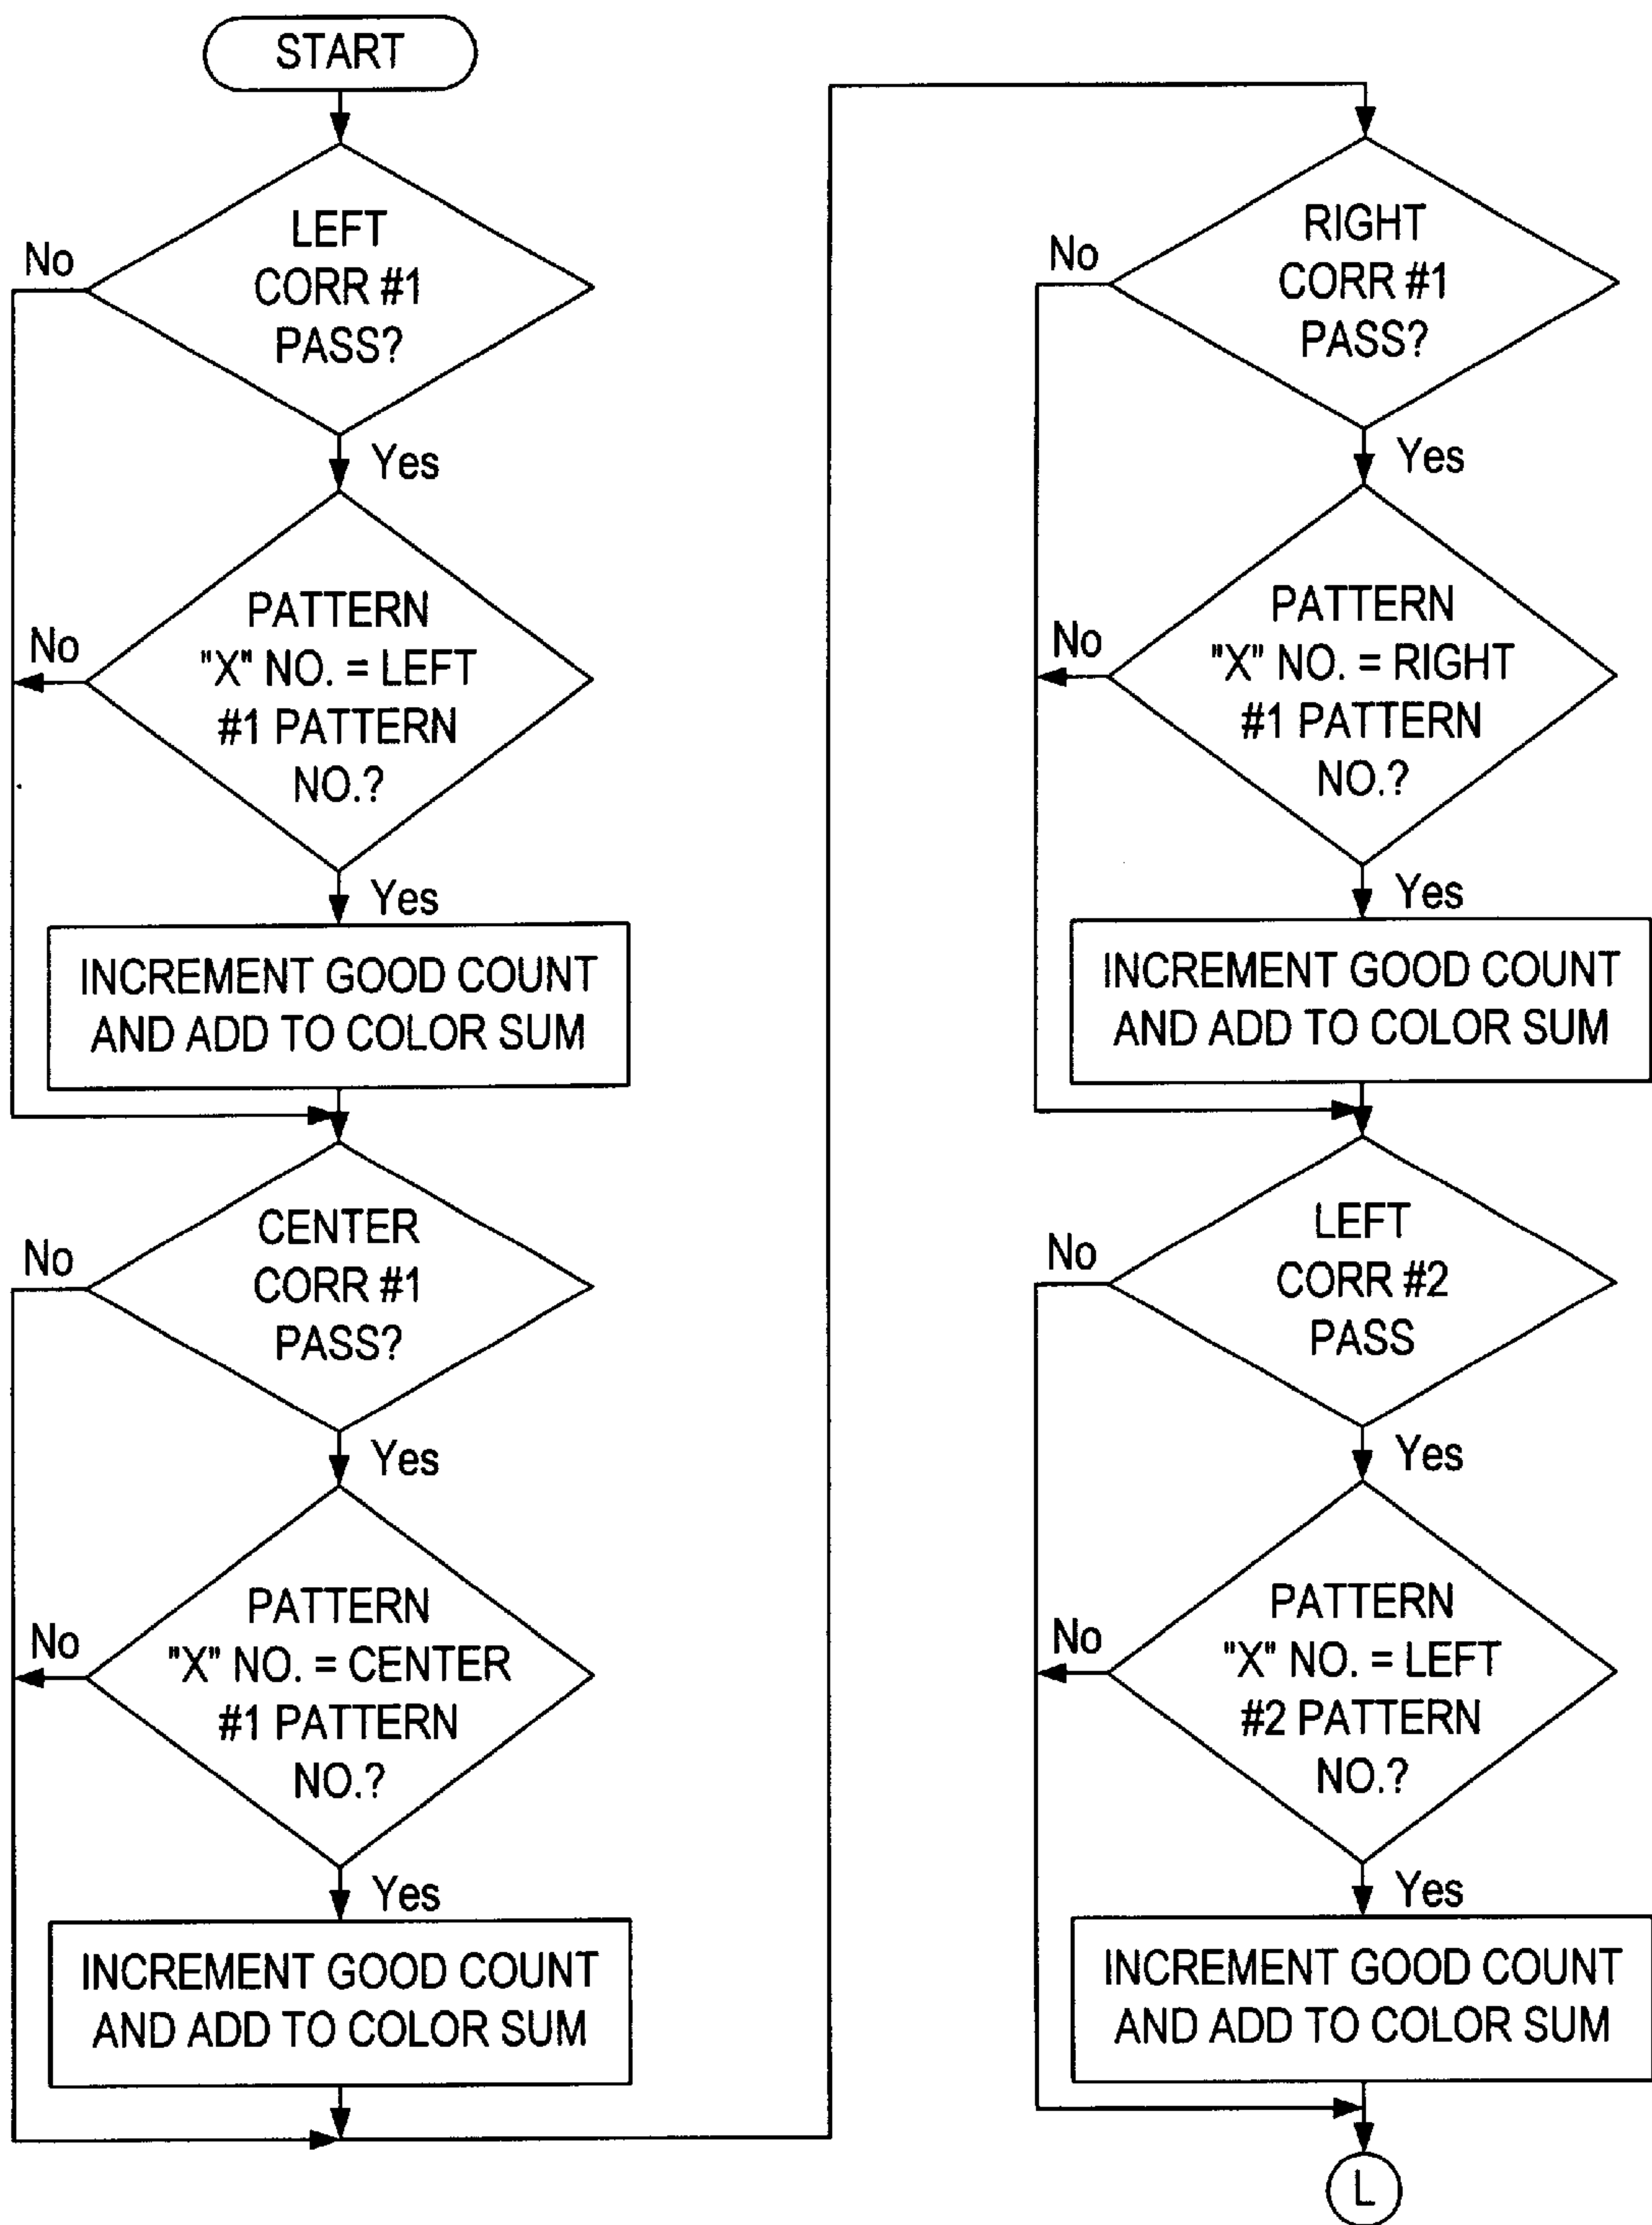 START
LEFT
CORR #1
PASS?
No
Yes
PATTERN
"X" NO. = LEFT
#1 PATTERN
NO.?
No
Yes
INCREMENT GOOD COUNT
AND ADD TO COLOR SUM
CENTER
CORR #1
PASS?
No
Yes
PATTERN
"X" NO. = CENTER
#1 PATTERN
NO.?
No
Yes
INCREMENT GOOD COUNT
AND ADD TO COLOR SUM
RIGHT
CORR #1
PASS?
No
Yes
PATTERN
"X" NO. = RIGHT
#1 PATTERN
NO.?
No
Yes
INCREMENT GOOD COUNT
AND ADD TO COLOR SUM
LEFT
CORR #2
PASS
No
Yes
PATTERN
"X" NO. = LEFT
#2 PATTERN
NO.?
No
Yes
INCREMENT GOOD COUNT
AND ADD TO COLOR SUM
L